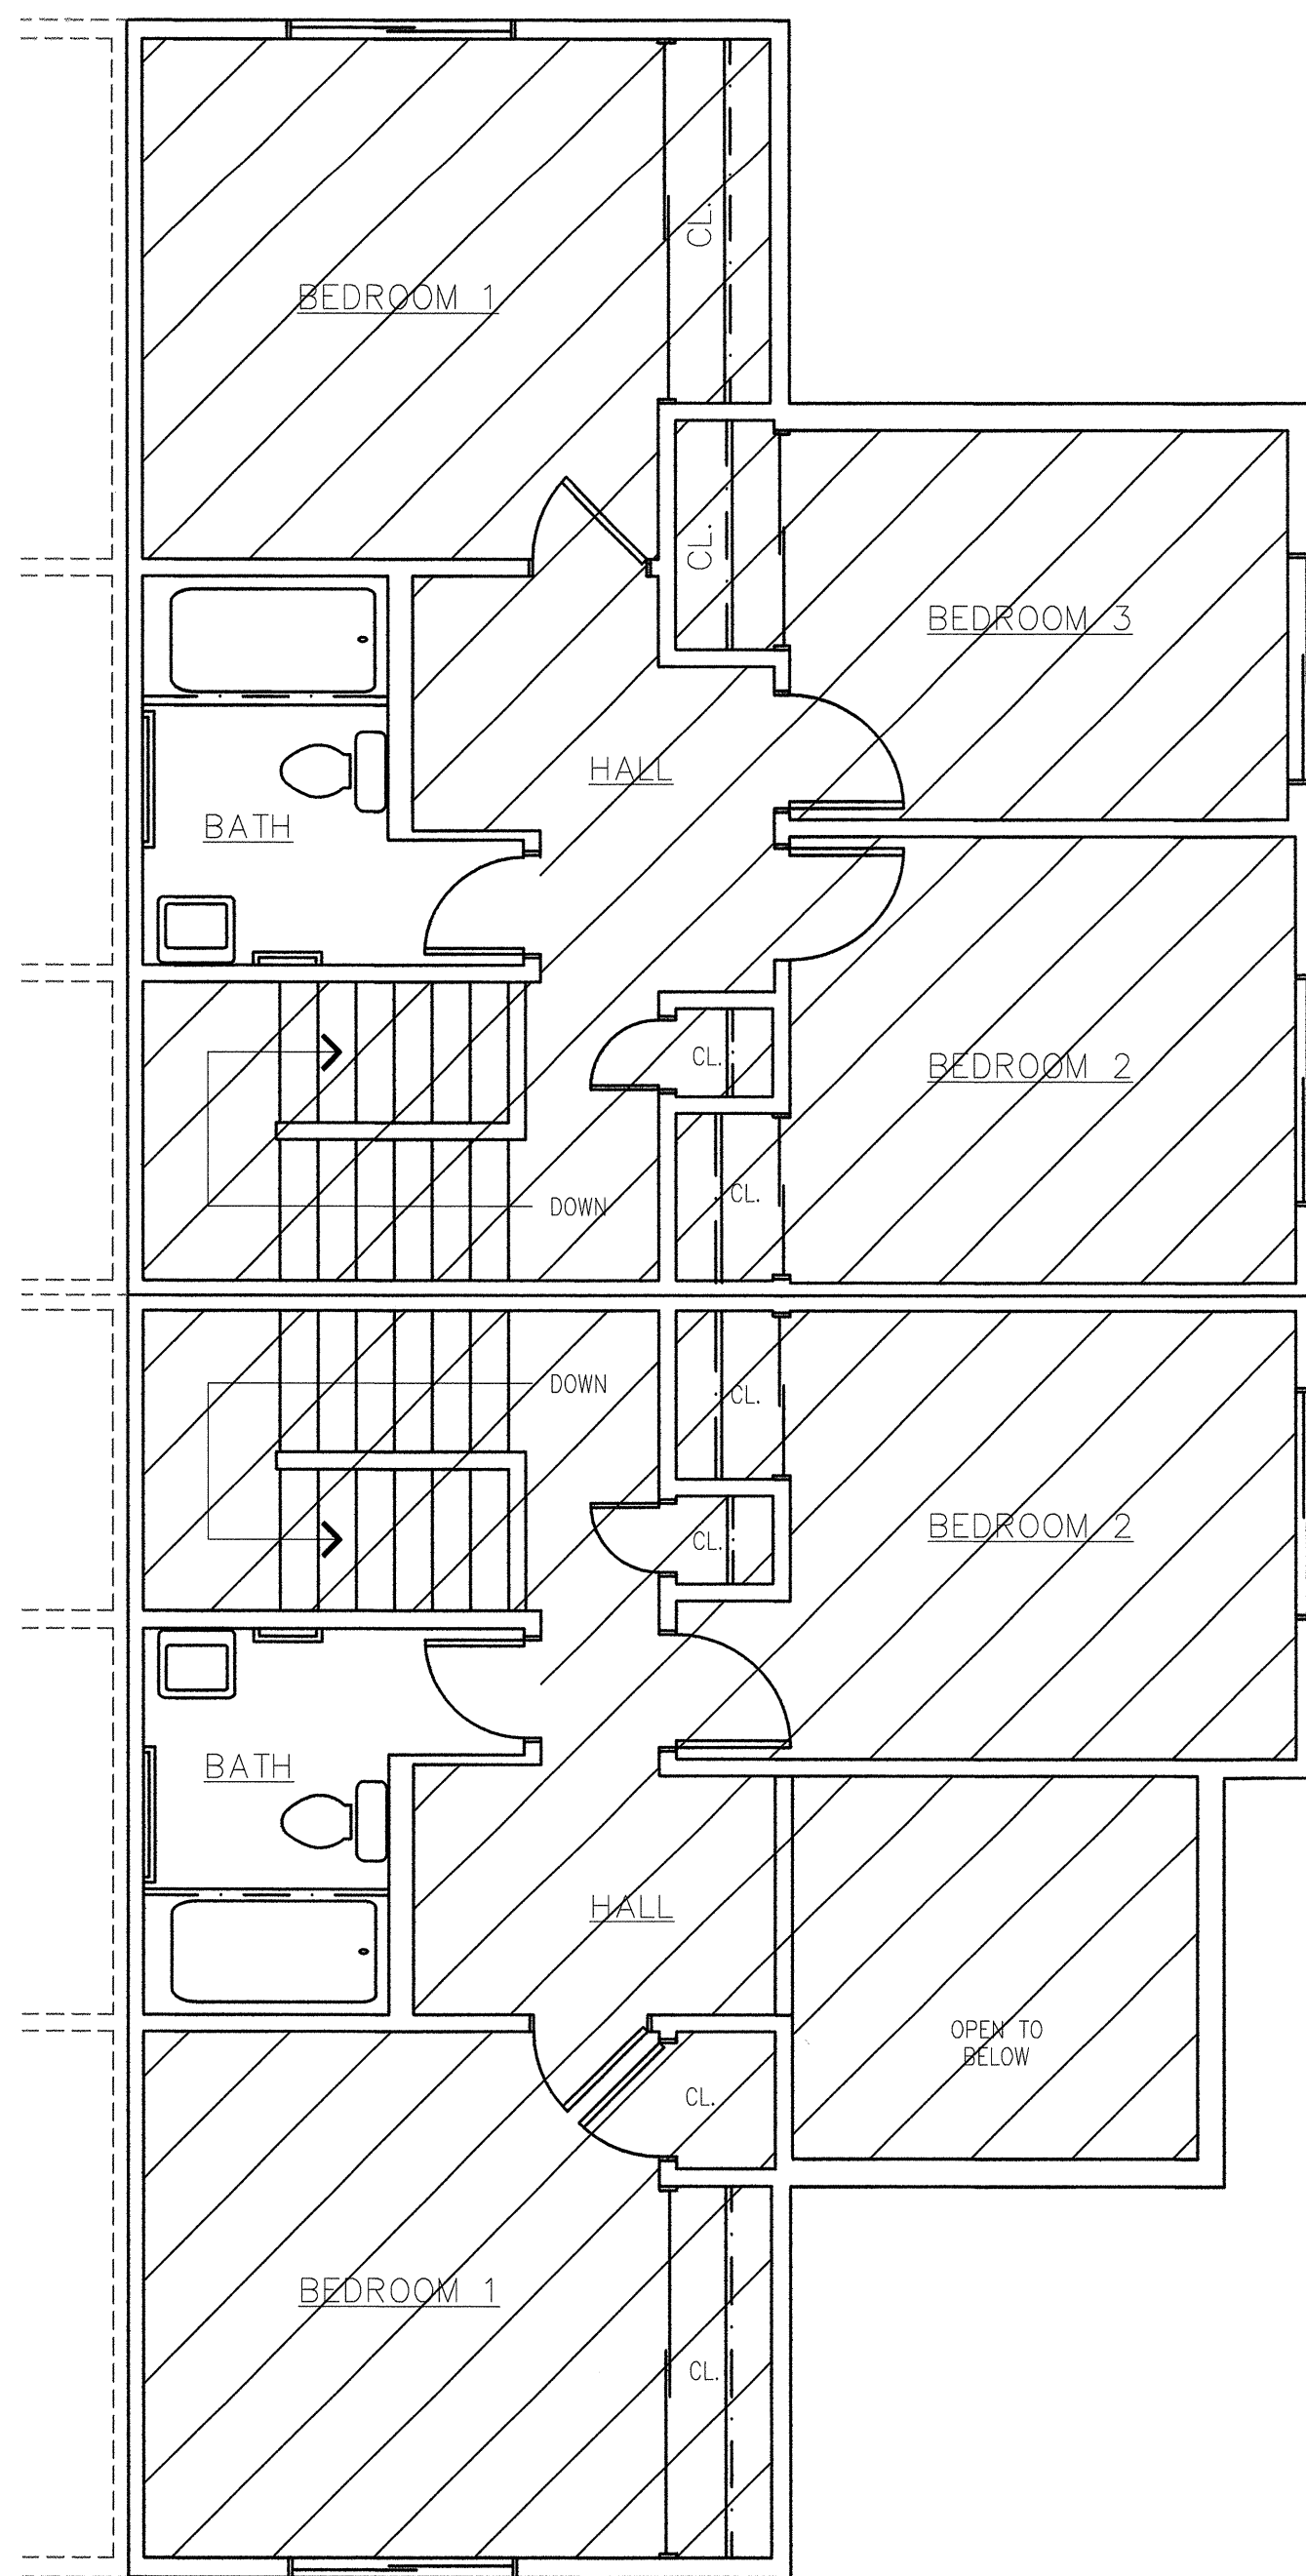 CL.
BEDROOM 1
CL.
BEDROOM 3
HALL
BATH
CL.
BEDROOM 2
CL.
DOWN
DOWN
CL.
BEDROOM 2
CL.
BATH
HALL
OPEN TO
BELOW
CL.
BEDROOM 1
CL.